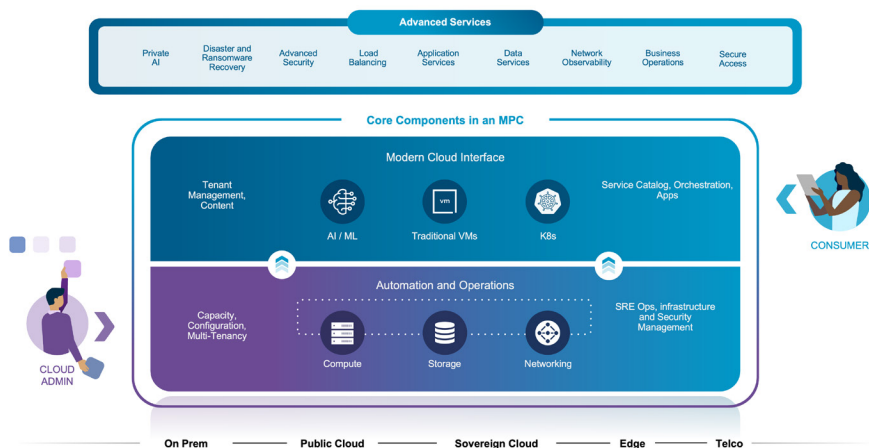 Advanced Services
Private
AI
Disaster and
Ransomware
Recovery
Advanced
Security
Load
Balancing
Application
Services
Data
Services
Network
Observability
Business
Operations
Secure
Access
Core Components in an MPC
Modern Cloud Interface
Tenant
Management,
Content
vm
AI / ML
Traditional VMs
K8s
Service Catalog, Orchestration,
Apps
CONSUMER
Automation and Operations
Capacity,
Configuration,
Multi-Tenancy
Compute
Storage
Networking
SRE Ops, infrastructure
and Security
Management
CLOUD
ADMIN
On Prem
Public Cloud
Sovereign Cloud
Edge
Telco